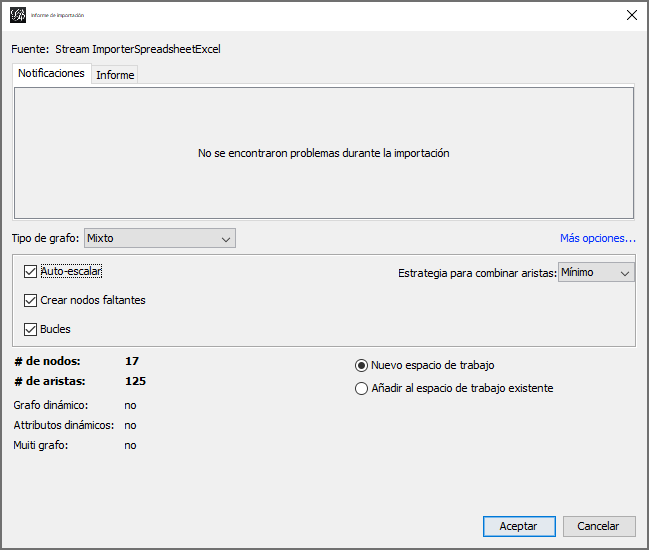 Informe de importación
Fuente: Stream ImporterSpreadsheetExcel
Notificaciones Informe
No se encontraron problemas durante la importación
Tipo de grafo: Mixto Más opciones...
Auto-escalar Estrategia para combinar aristas: Mínimo
Crear nodos faltantes
Bucles
# de nodos: 17 Nuevo espacio de trabajo
# de aristas: 125 Añadir al espacio de trabajo existente
Grafo dinámico: no
Atributos dinámicos: no
Muiti grafo: no
Aceptar Cancelar